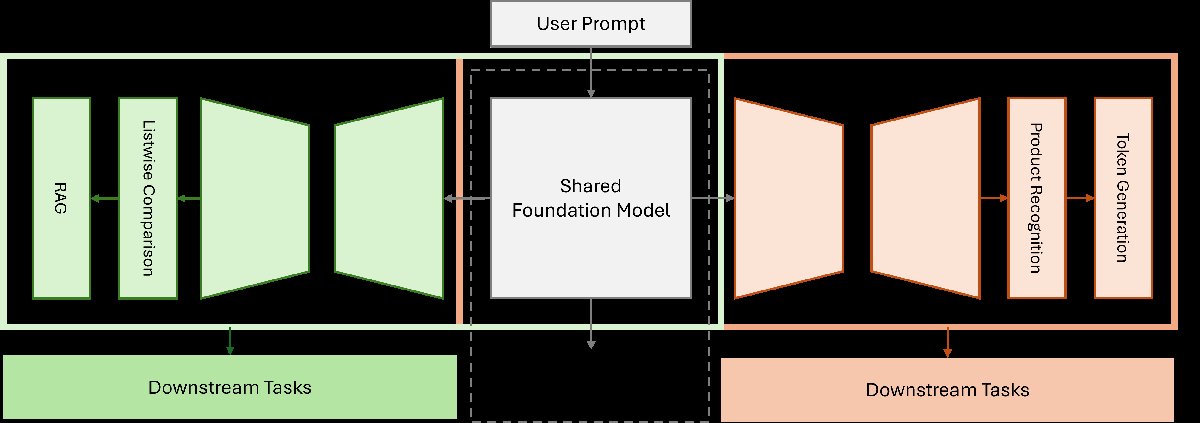 User Prompt
RAG
Listwise Comparison
Shared
Foundation Model
Product Recognition
Token Generation
Downstream Tasks
Downstream Tasks